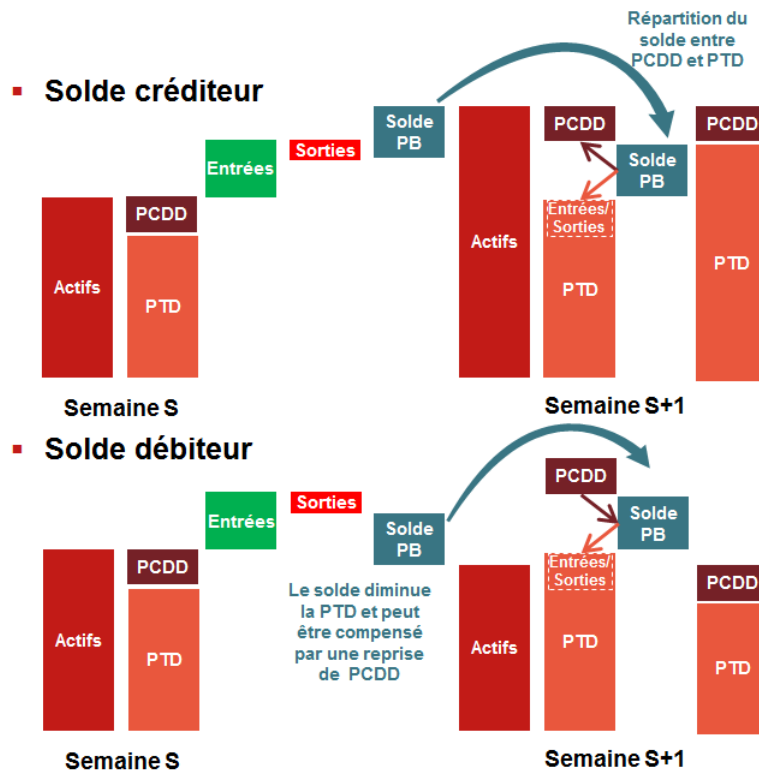 Répartition du
solde entre
PCDD et PTD
▪ Solde créditeur
Solde
PB
PCDD
PCDD
Sorties
Entrées
Solde
PB
PCDD
Entrées/
Sorties
Actifs
Actifs
PTD
PTD
PTD
Semaine S
Semaine S+1
▪ Solde débiteur
PCDD
Sorties
Entrées
Solde
PB
Solde
PB
PCDD
Entrées/
Sorties
PCDD
Le solde diminue
la PTD et peut
être compensé
par une reprise
de PCDD
Actifs
PTD
Actifs
PTD
PTD
Semaine S
Semaine S+1